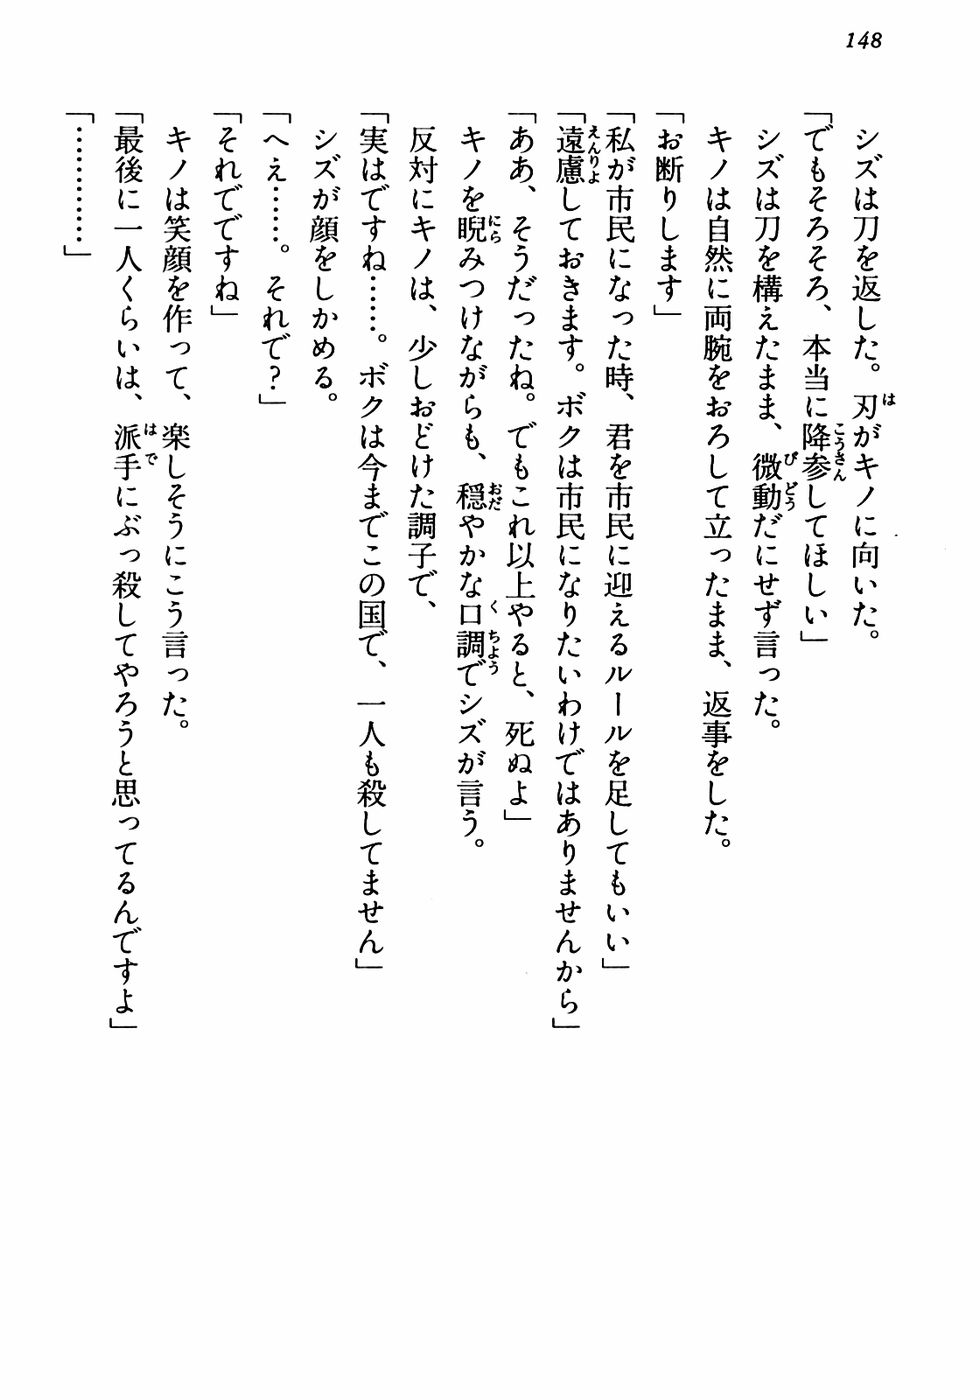 148
シズは刀を返した。刃がキノに向いた。
「でもそろそろ、本当に降参してほしい」
シズは刀を構えたまま、微動だにせず言った。
キノは自然に両腕をおろして立ったまま、返事をした。
「お断りします」
「私が市民になった時、君を市民に迎えるルールを足してもいい」
「遠慮しておきます。ボクは市民になりたいわけではありませんから」
「ああ、そうだったね。でもこれ以上やると、死ぬよ」
キノを睨みつけながらも、穏やかな口調でシズが言う。
反対にキノは、少しおどけた調子で、
「実はですね……。ボクは今までこの国で、一人も殺してません」
シズが顔をしかめる。
「へえ……。それで？」
「それでですね」
キノは笑顔を作って、楽しそうにこう言った。
「最後に一人くらいは、派手にぶっ殺してやろうと思ってるんですよ」
「…………」